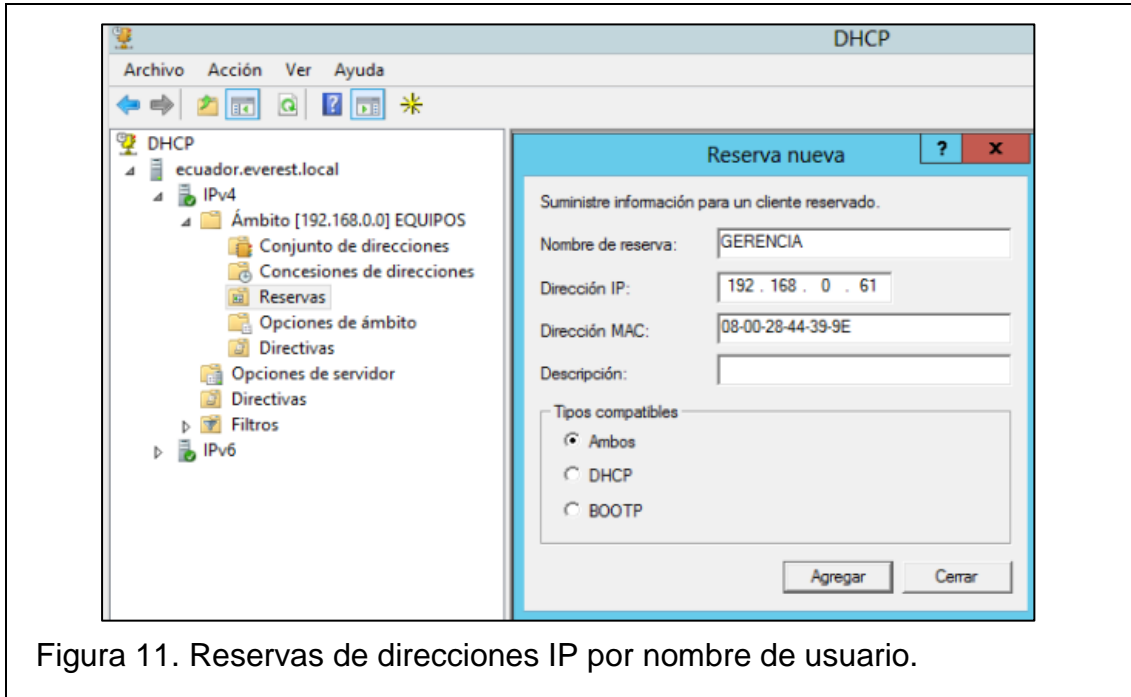 DHCP
Archivo Acción Ver Ayuda
DHCP
ecuador.everest.local
IPv4
Ámbito [192.168.0.0] EQUIPOS
Conjunto de direcciones
Concesiones de direcciones
Reservas
Opciones de ámbito
Directivas
Opciones de servidor
Directivas
Filtros
IPv6
Reserva nueva ? x
Suministre información para un cliente reservado.
Nombre de reserva: GERENCIA
Dirección IP: 192 . 168 . 0 . 61
Dirección MAC: 08-00-28-44-39-9E
Descripción:
Tipos compatibles
Ambos
DHCP
BOOTP
Agregar Cerrar
Figura 11. Reservas de direcciones IP por nombre de usuario.